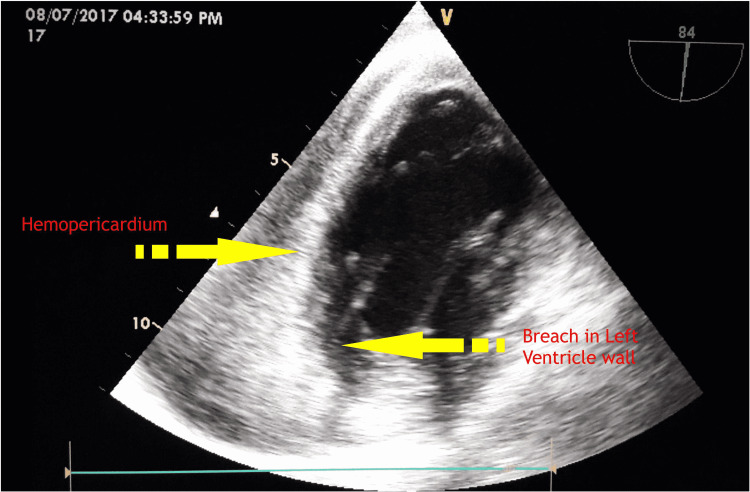 08/07/2017 04:33:59 PM
17
V
84
5
Hemopericardium
10
Breach in Left
Ventricle wall